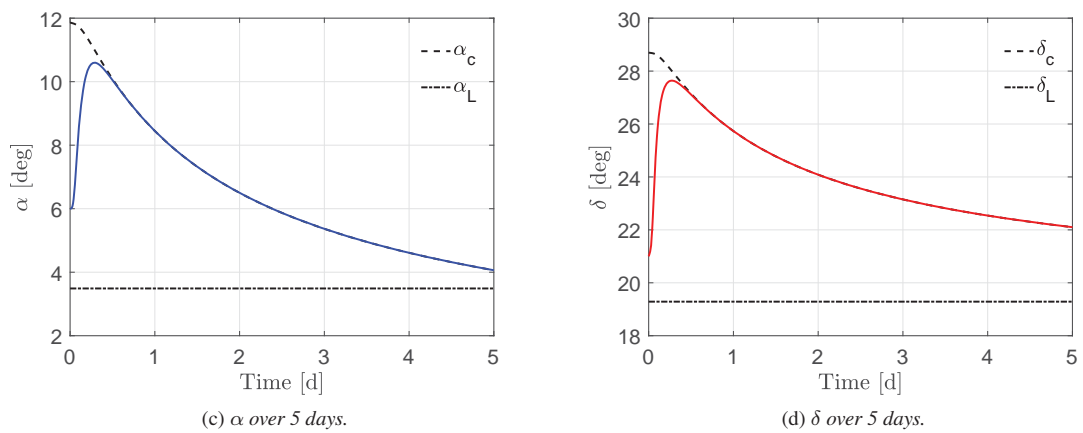 12
10
8
6
4
2
α [deg]
α_c
α_L
0 1 2 3 4 5
Time [d]
(c) α over 5 days.
30
28
26
24
22
20
18
δ [deg]
δ_c
δ_L
0 1 2 3 4 5
Time [d]
(d) δ over 5 days.